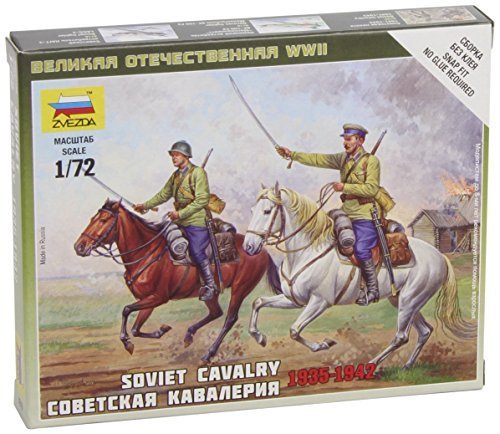 ВЕЛИКАЯ ОТЕЧЕСТВЕННАЯ WWII
СБОРКА
БЕЗ КЛЕЯ
SNAP FIT
NO GLUE REQUIRED
ZVEZDA™
МАСШТАБ
SCALE
1/72
Made in Russia
SOVIET CAVALRY
СОВЕТСКАЯ КАВАЛЕРИЯ
1935-1942